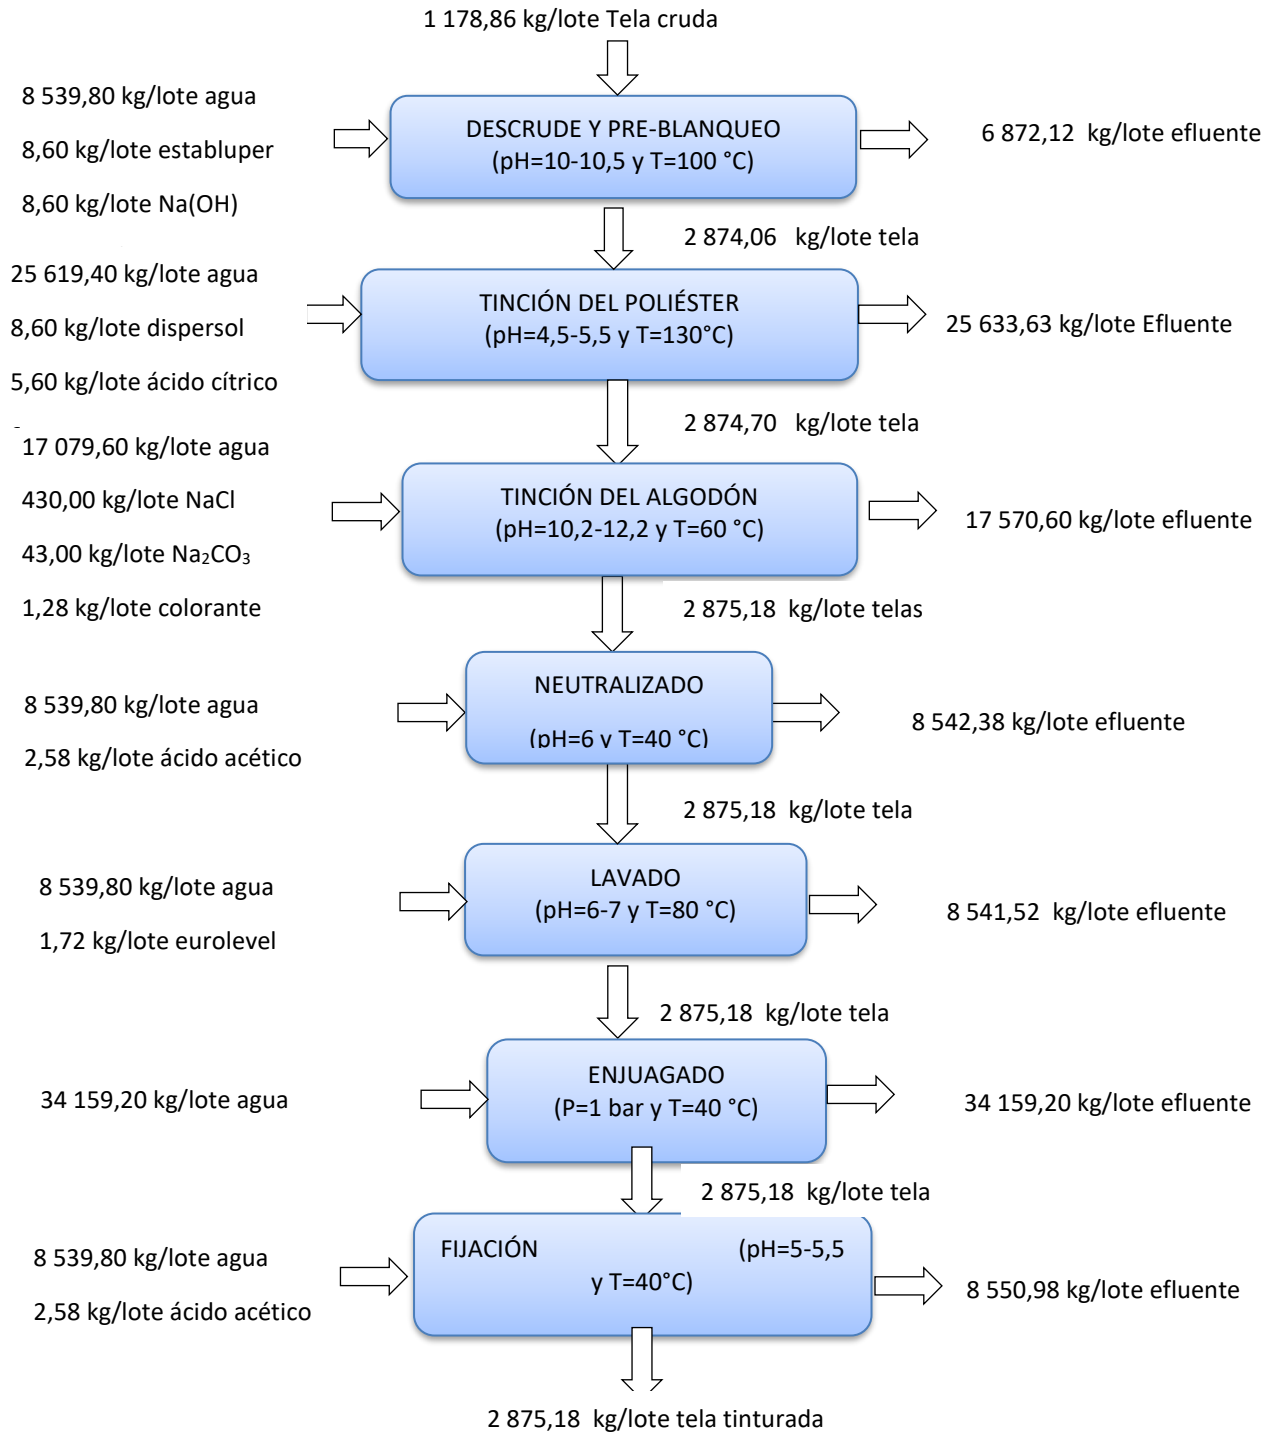 1 178,86 kg/lote Tela cruda
8 539,80 kg/lote agua
8,60 kg/lote establuper
8,60 kg/lote Na(OH)
DESCRUDE Y PRE-BLANQUEO
(pH=10-10,5 y T=100 °C)
6 872,12 kg/lote efluente
2 874,06 kg/lote tela
25 619,40 kg/lote agua
8,60 kg/lote dispersol
5,60 kg/lote ácido cítrico
TINCIÓN DEL POLIÉSTER
(pH=4,5-5,5 y T=130°C)
25 633,63 kg/lote Efluente
2 874,70 kg/lote tela
17 079,60 kg/lote agua
430,00 kg/lote NaCl
43,00 kg/lote Na₂CO₃
1,28 kg/lote colorante
TINCIÓN DEL ALGODÓN
(pH=10,2-12,2 y T=60 °C)
17 570,60 kg/lote efluente
2 875,18 kg/lote telas
8 539,80 kg/lote agua
2,58 kg/lote ácido acético
NEUTRALIZADO
(pH=6 y T=40 °C)
8 542,38 kg/lote efluente
2 875,18 kg/lote tela
8 539,80 kg/lote agua
1,72 kg/lote eurolevel
LAVADO
(pH=6-7 y T=80 °C)
8 541,52 kg/lote efluente
2 875,18 kg/lote tela
34 159,20 kg/lote agua
ENJUAGADO
(P=1 bar y T=40 °C)
34 159,20 kg/lote efluente
2 875,18 kg/lote tela
8 539,80 kg/lote agua
2,58 kg/lote ácido acético
FIJACIÓN (pH=5-5,5
y T=40°C)
8 550,98 kg/lote efluente
2 875,18 kg/lote tela tinturada